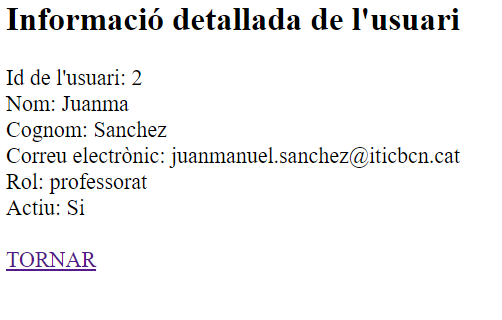 Informació detallada de l'usuari
Id de l'usuari: 2
Nom: Juanma
Cognom: Sanchez
Correu electrònic: juanmanuel.sanchez@iticbcn.cat
Rol: professorat
Actiu: Si
TORNAR